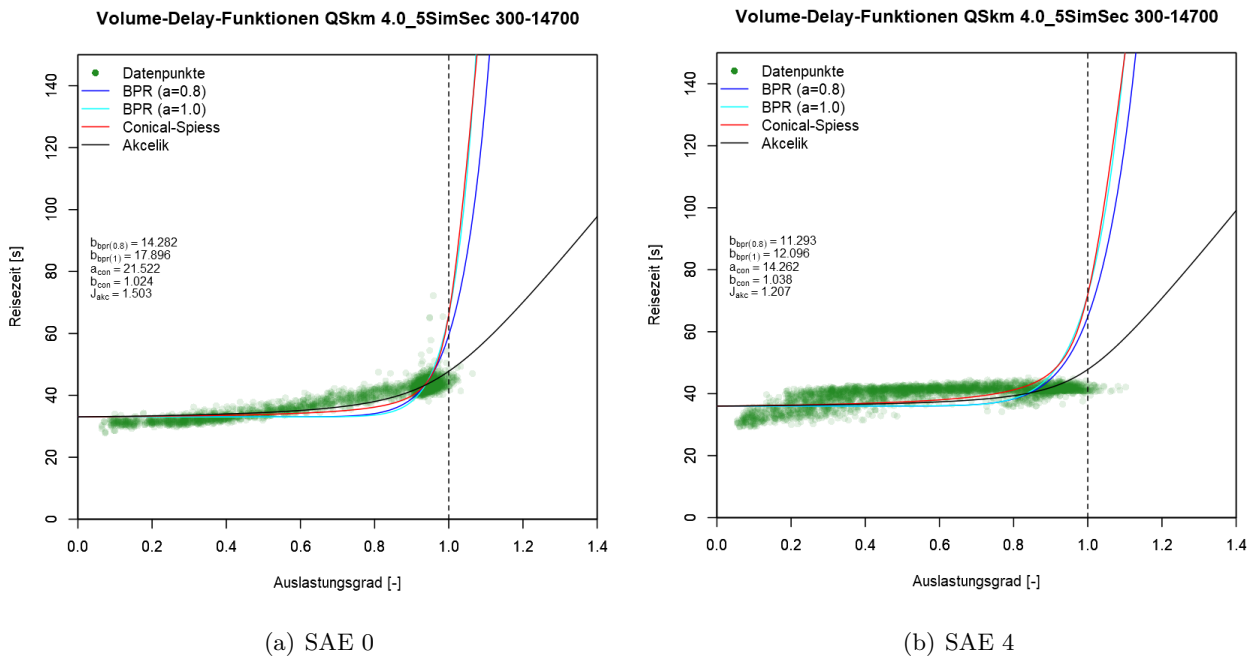 Volume-Delay-Funktionen QSkm 4.0_5SimSec 300-14700
Datenpunkte
BPR (a=0.8)
BPR (a=1.0)
Conical-Spiess
Akcelik
b_bpr(0.8) = 14.282
b_bpr(1) = 17.896
a_con = 21.522
b_con = 1.024
J_akc = 1.503
Reisezeit [s]
140
120
100
80
60
40
20
0
0.0 0.2 0.4 0.6 0.8 1.0 1.2 1.4
Auslastungsgrad [-]
(a) SAE 0
Volume-Delay-Funktionen QSkm 4.0_5SimSec 300-14700
Datenpunkte
BPR (a=0.8)
BPR (a=1.0)
Conical-Spiess
Akcelik
b_bpr(0.8) = 11.293
b_bpr(1) = 12.096
a_con = 14.262
b_con = 1.038
J_akc = 1.207
Reisezeit [s]
140
120
100
80
60
40
20
0
0.0 0.2 0.4 0.6 0.8 1.0 1.2 1.4
Auslastungsgrad [-]
(b) SAE 4